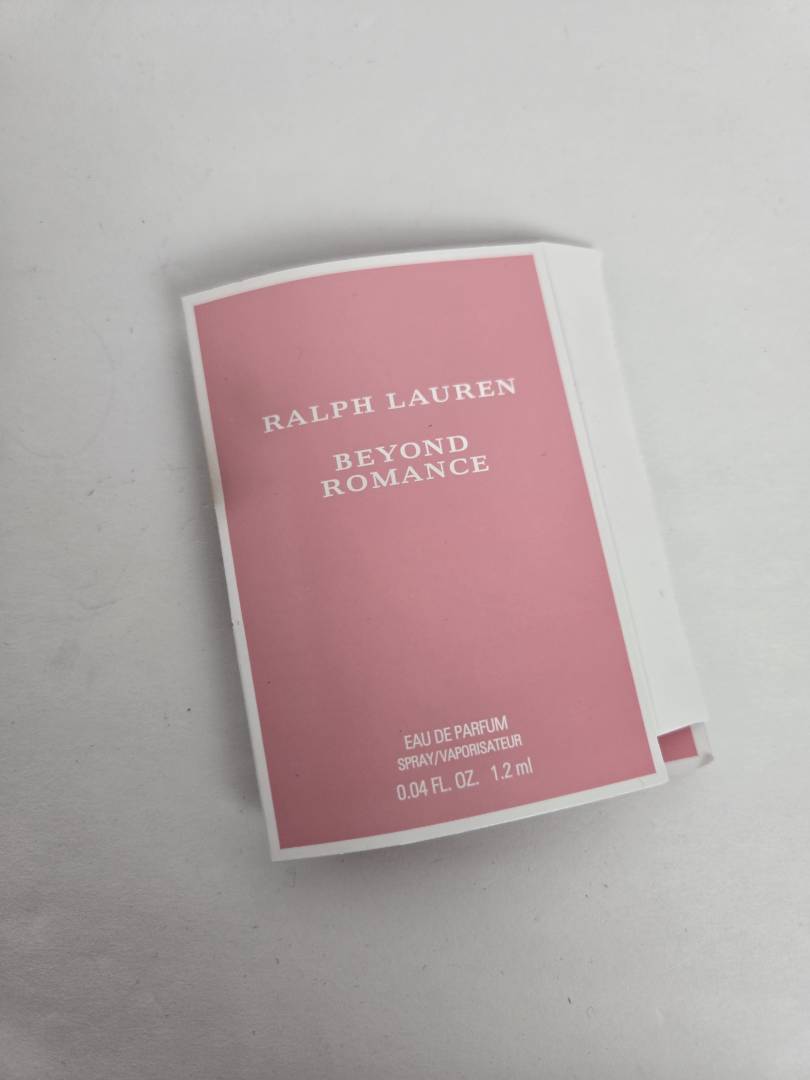 RALPH LAUREN
BEYOND
ROMANCE
EAU DE PARFUM
SPRAY/VAPORISATEUR
0.04 FL. OZ. 1.2 ml